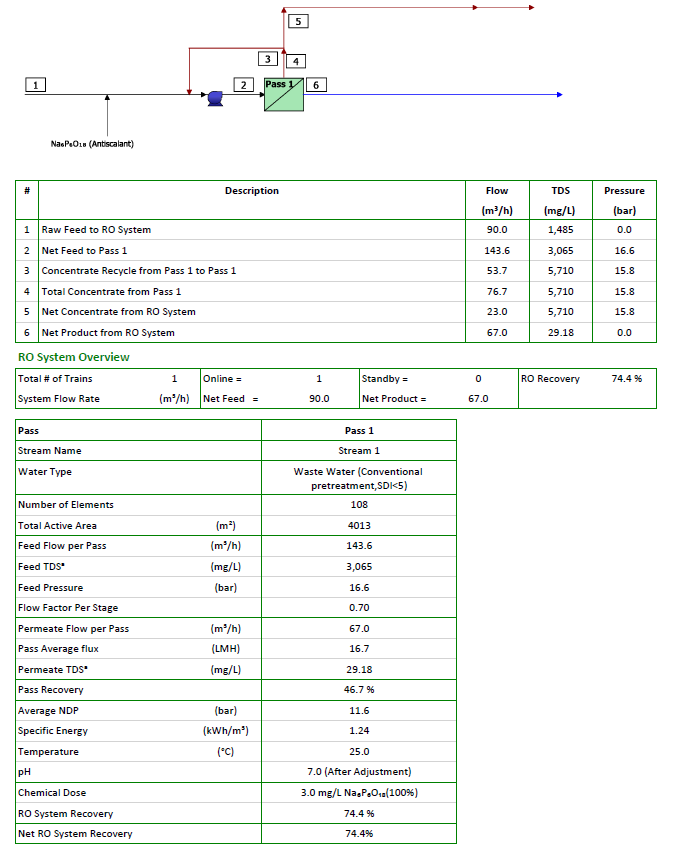 5
3 4
1 2 Pass 1 6
Na₆P₆O₁₈ (Antiscalant)
# Description Flow TDS Pressure
(m³/h) (mg/L) (bar)
1 Raw Feed to RO System 90.0 1,485 0.0
2 Net Feed to Pass 1 143.6 3,065 16.6
3 Concentrate Recycle from Pass 1 to Pass 1 53.7 5,710 15.8
4 Total Concentrate from Pass 1 76.7 5,710 15.8
5 Net Concentrate from RO System 23.0 5,710 15.8
6 Net Product from RO System 67.0 29.18 0.0
RO System Overview
Total # of Trains 1 Online = 1 Standby = 0 RO Recovery 74.4 %
System Flow Rate (m³/h) Net Feed = 90.0 Net Product = 67.0
Pass Pass 1
Stream Name Stream 1
Water Type Waste Water (Conventional
pretreatment,SDI<5)
Number of Elements 108
Total Active Area (m²) 4013
Feed Flow per Pass (m³/h) 143.6
Feed TDSᵃ (mg/L) 3,065
Feed Pressure (bar) 16.6
Flow Factor Per Stage 0.70
Permeate Flow per Pass (m³/h) 67.0
Pass Average flux (LMH) 16.7
Permeate TDSᵃ (mg/L) 29.18
Pass Recovery 46.7 %
Average NDP (bar) 11.6
Specific Energy (kWh/m³) 1.24
Temperature (°C) 25.0
pH 7.0 (After Adjustment)
Chemical Dose 3.0 mg/L Na₆P₆O₁₈(100%)
RO System Recovery 74.4 %
Net RO System Recovery 74.4%